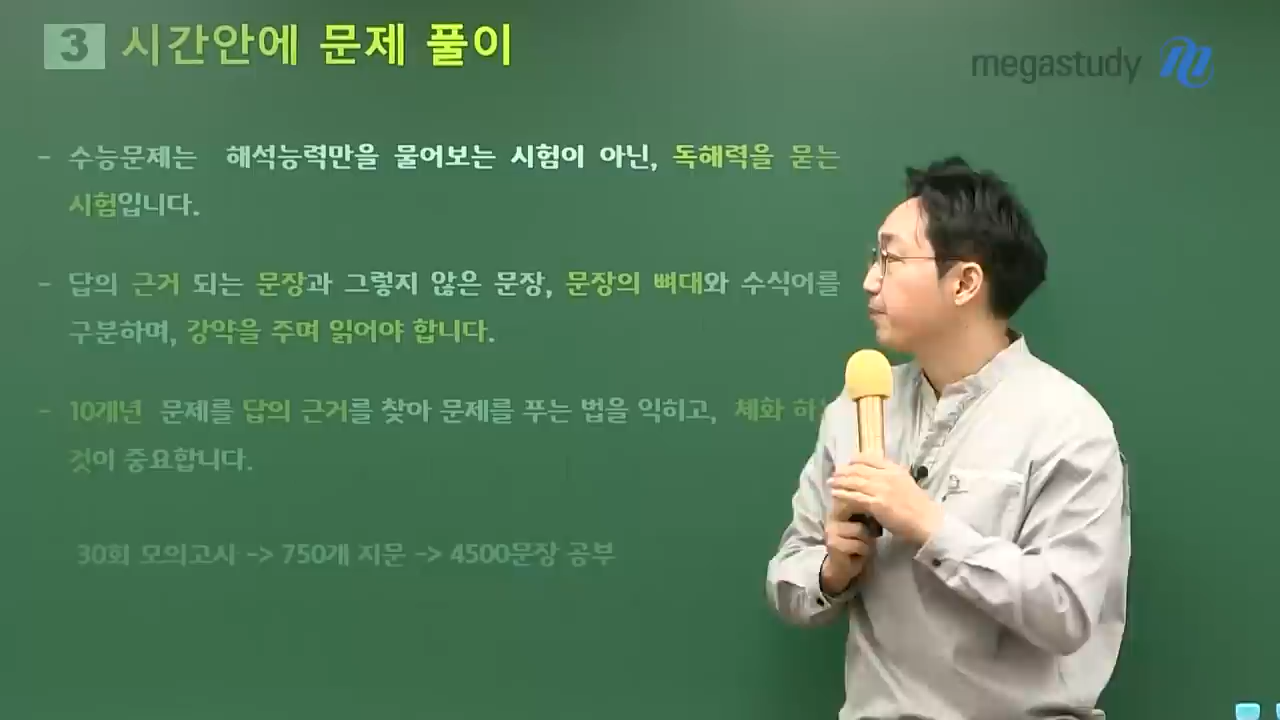 3 시간안에 문제 풀이
megastudy
- 수능문제는 해석능력만을 물어보는 시험이 아닌, 독해력을 묻는
시험입니다.
- 답의 근거 되는 문장과 그렇지 않은 문장, 문장의 뼈대와 수식어를
구분하며, 강약을 주며 읽어야 합니다.
- 10개년 문제를 답의 근거를 찾아 문제를 푸는 법을 익히고, 체화 하는
것이 중요합니다.
30회 모의고사 -> 750개 지문 -> 4500문장 공부